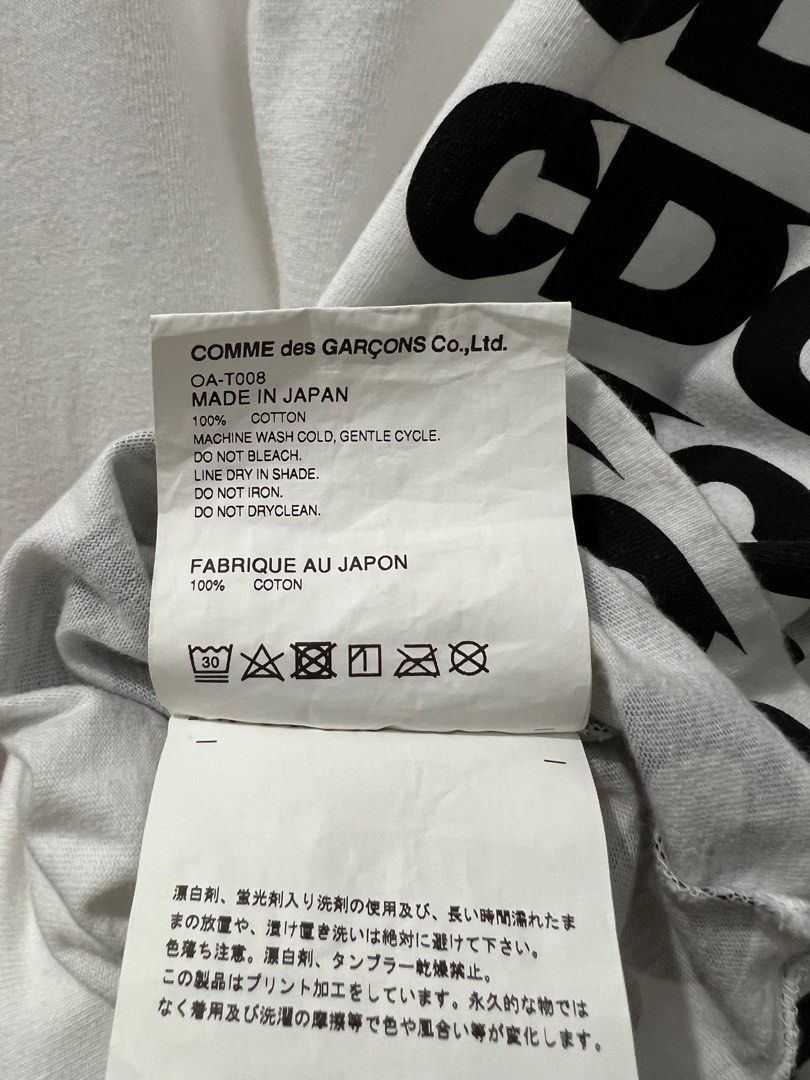 CD
COMME des GARÇONS Co.,Ltd.
OA-T008
MADE IN JAPAN
100% COTTON
MACHINE WASH COLD, GENTLE CYCLE.
DO NOT BLEACH.
LINE DRY IN SHADE.
DO NOT IRON.
DO NOT DRYCLEAN.
FABRIQUE AU JAPON
100% COTON
30
漂白剤、蛍光剤入り洗剤の使用及び、長い時間濡れたま
まの放置や、漬け置き洗いは絶対に避けて下さい。
色落ち注意。漂白剤、タンブラー乾燥禁止。
この製品はプリント加工をしています。永久的な物では
なく着用及び洗濯の摩擦等で色や風合い等が変化します。